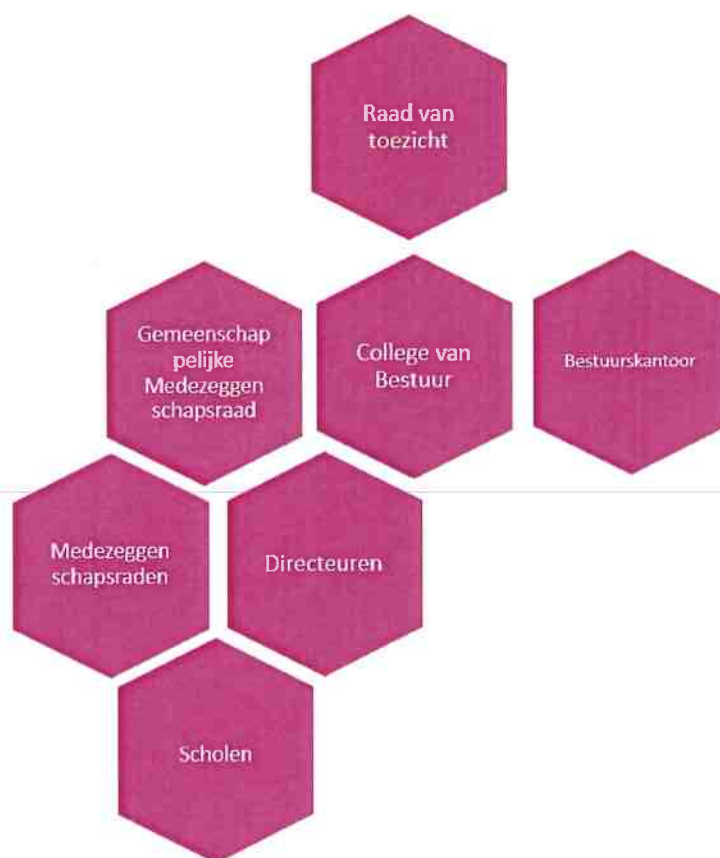 Raad van
toezicht
Gemeenschap
pelijke
Medezeggen
schapsraad
College van
Bestuur
Bestuurskantoor
Medezeggen
schapsraden
Directeuren
Scholen